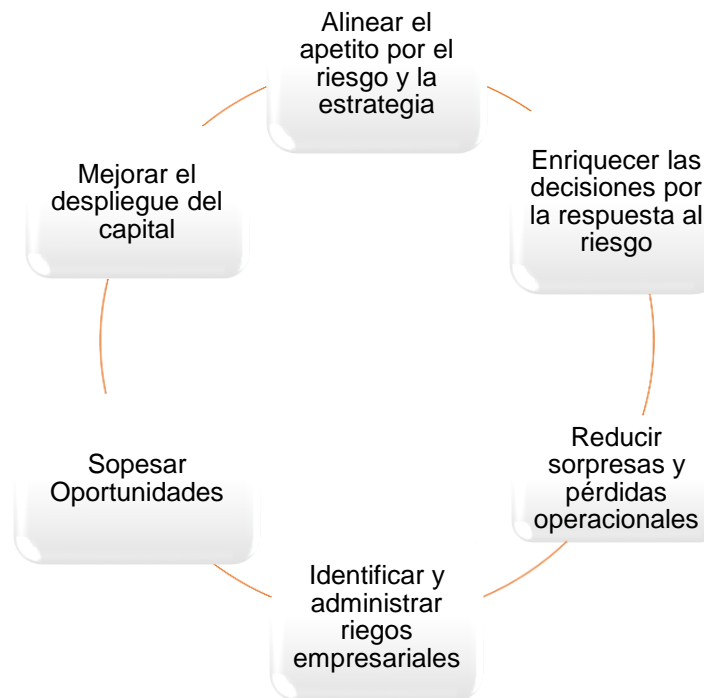 Alinear el
apetito por el
riesgo y la
estrategia
Enriquecer las
decisiones por
la respuesta al
riesgo
Reducir
sorpresas y
pérdidas
operacionales
Identificar y
administrar
riegos
empresariales
Sopesar
Oportunidades
Mejorar el
despliegue del
capital